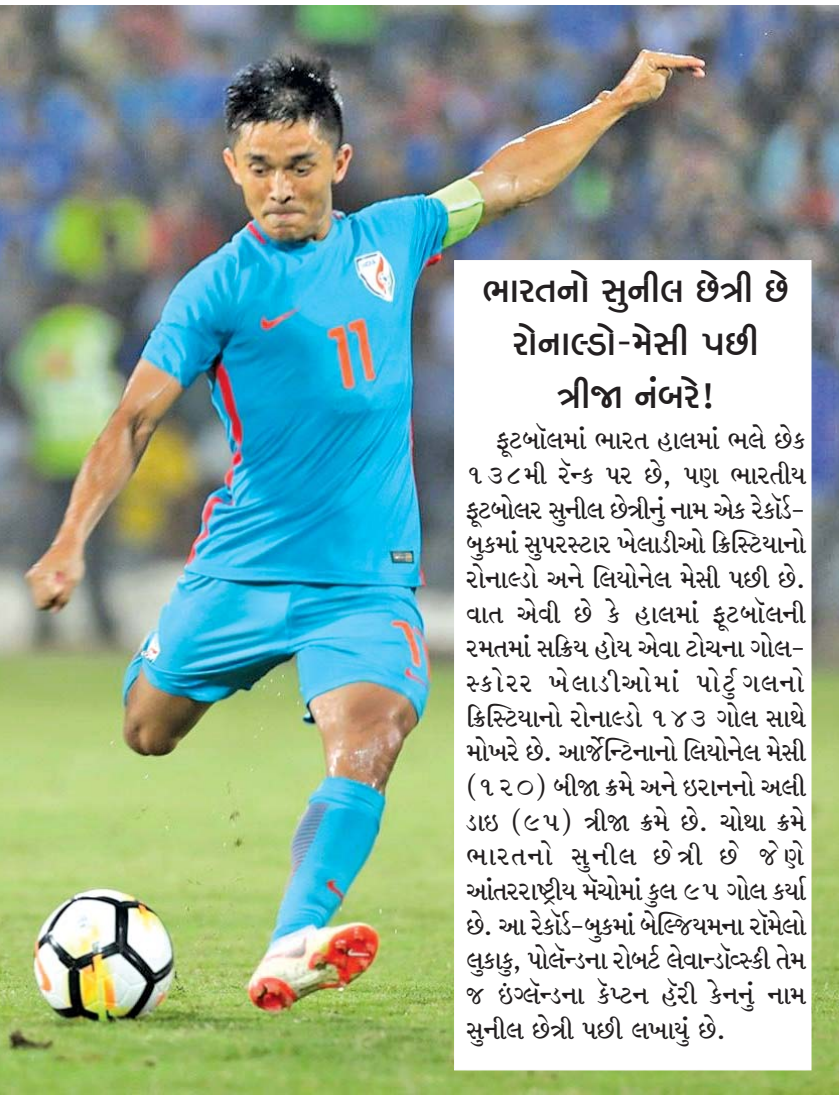 ભારતનો સુનીલ છેત્રી છે
રોનાલ્ડો-મેસી પછી
ત્રીજા નંબરે!
ફૂટબૉલમાં ભારત હાલમાં ભલે છેક
૧૩૮મી રૅન્ક પર છે, પણ ભારતીય
ફૂટબોલર સુનીલ છેત્રીનું નામ એક રેકૉર્ડ-
બુકમાં સુપરસ્ટાર ખેલાડીઓ ક્રિસ્ટિયાનો
રોનાલ્ડો અને લિયોનેલ મેસી પછી છે.
વાત એવી છે કે હાલમાં ફૂટબૉલની
રમતમાં સક્રિય હોય એવા ટોચના ગોલ-
સ્કોરર ખેલાડીઓમાં પોર્ટુગલનો
ક્રિસ્ટિયાનો રોનાલ્ડો ૧૪૩ ગોલ સાથે
મોખરે છે. આર્જેન્ટિનાનો લિયોનેલ મેસી
(૧૨૦) બીજા ક્રમે અને ઇરાનનો અલી
ડાઇ (૯૫) ત્રીજા ક્રમે છે. ચોથા ક્રમે
ભારતનો સુનીલ છેત્રી છે જેણે
આંતરરાષ્ટ્રીય મૅચોમાં કુલ ૯૫ ગોલ કર્યા
છે. આ રેકૉર્ડ-બુકમાં બેલ્જિયમના રૉમેલો
લુકાકુ, પોલૅન્ડના રોબર્ટ લેવાન્ડૉવ્સ્કી તેમ
જ ઇંગ્લૅન્ડના કૅપ્ટન હૅરી કેનનું નામ
સુનીલ છેત્રી પછી લખાયું છે.
11
11